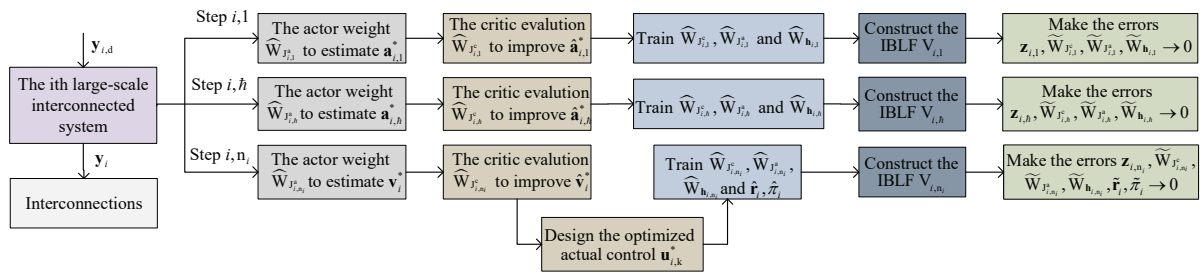 y_{i,d}
The ith large-scale
interconnected
system
y_i
Interconnections
Step i,1
The actor weight
Ŵ_{J^a_{i,1}} to estimate a^*_{i,1}
The critic evalution
Ŵ_{J^c_{i,1}} to improve â^*_{i,1}
Train Ŵ_{J^c_{i,1}}, Ŵ_{J^a_{i,1}} and Ŵ_{h_{i,1}}
Construct the
IBLF V_{i,1}
Make the errors
z_{i,1}, W̃_{J^c_{i,1}}, W̃_{J^a_{i,1}}, W̃_{h_{i,1}} → 0
Step i,ħ
The actor weight
Ŵ_{J^a_{i,ħ}} to estimate a^*_{i,ħ}
The critic evalution
Ŵ_{J^c_{i,ħ}} to improve â^*_{i,ħ}
Train Ŵ_{J^c_{i,ħ}}, Ŵ_{J^a_{i,ħ}} and Ŵ_{h_{i,ħ}}
Construct the
IBLF V_{i,ħ}
Make the errors
z_{i,ħ}, W̃_{J^c_{i,ħ}}, W̃_{J^a_{i,ħ}}, W̃_{h_{i,ħ}} → 0
Step i,n_i
The actor weight
Ŵ_{J^a_{i,n_i}} to estimate v^*_i
The critic evalution
Ŵ_{J^c_{i,n_i}} to improve v̂^*_i
Design the optimized
actual control u^*_{i,k}
Train Ŵ_{J^c_{i,n_i}}, Ŵ_{J^a_{i,n_i}},
Ŵ_{h_{i,n_i}} and r̂_i, π̂_i
Construct the
IBLF V_{i,n_i}
Make the errors z_{i,n_i}, W̃_{J^c_{i,n_i}},
W̃_{J^a_{i,n_i}}, W̃_{h_{i,n_i}}, r̃_i, π̃_i → 0